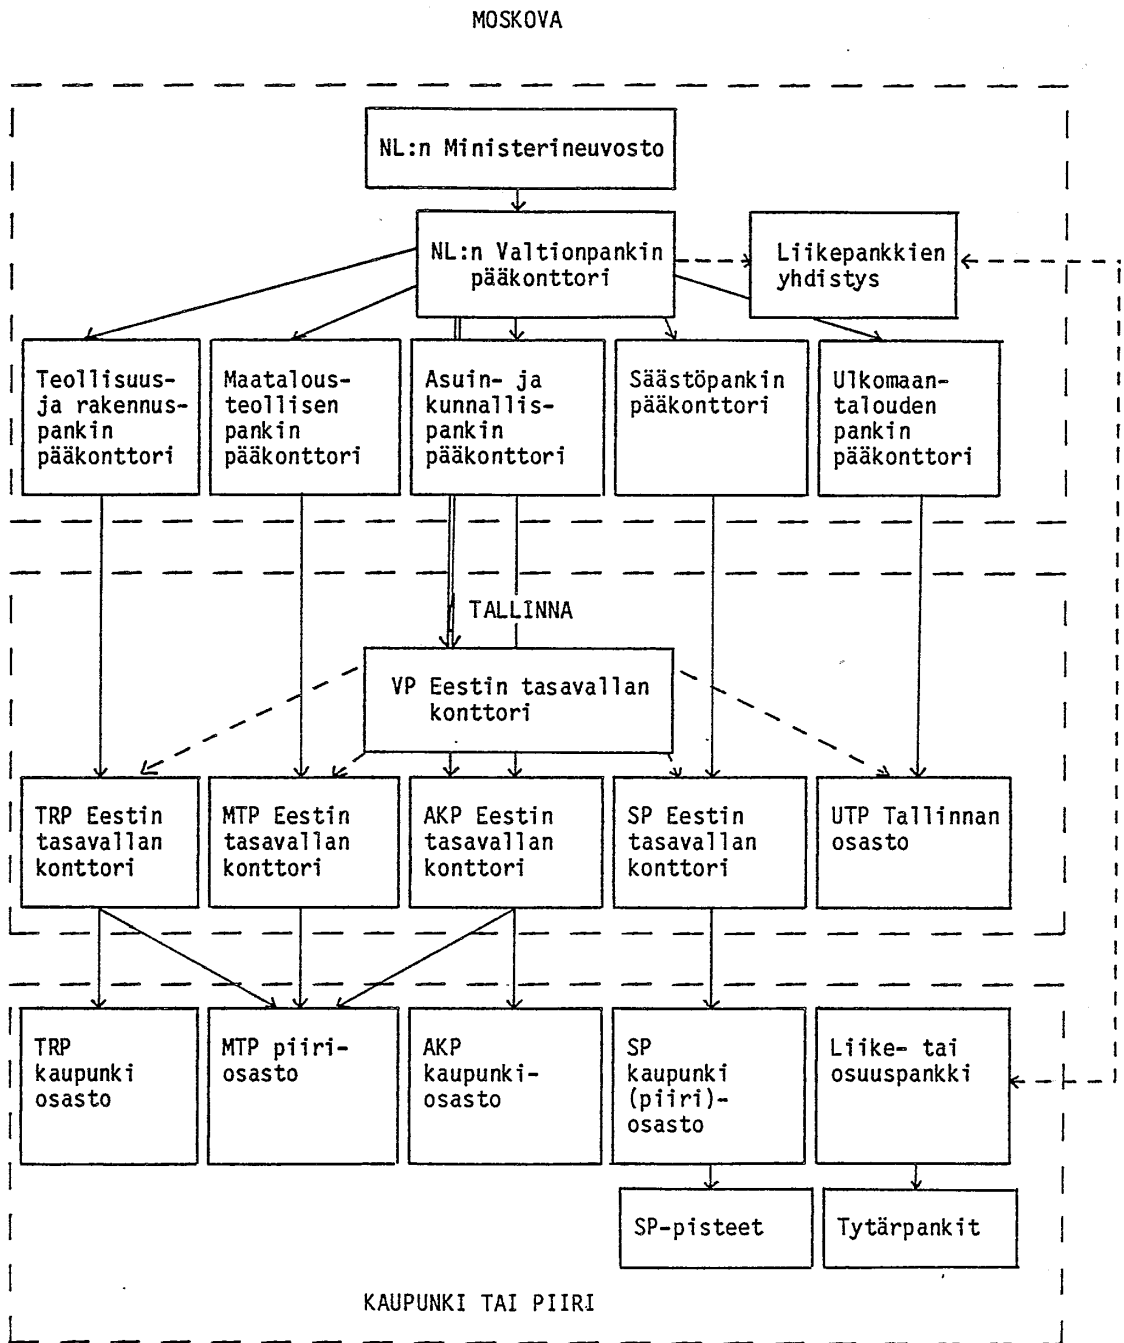 MOSKOVA
NL:n Ministerineuvosto
NL:n Valtionpankin
pääkonttori
Liikepankkien
yhdistys
Teollisuus-
ja rakennus-
pankin
pääkonttori
Maatalous-
teollisen
pankin
pääkonttori
Asuin- ja
kunnallis-
pankin
pääkonttori
Säästöpankin
pääkonttori
Ulkomaan-
talouden
pankin
pääkonttori
TALLINNA
VP Eestin tasavallan
konttori
TRP Eestin
tasavallan
konttori
MTP Eestin
tasavallan
konttori
AKP Eestin
tasavallan
konttori
SP Eestin
tasavallan
konttori
UTP Tallinnan
osasto
TRP
kaupunki
osasto
MTP piiri-
osasto
AKP
kaupunki-
osasto
SP
kaupunki
(piiri)-
osasto
Liike- tai
osuuspankki
SP-pisteet
Tytärpankit
KAUPUNKI TAI PIIRI